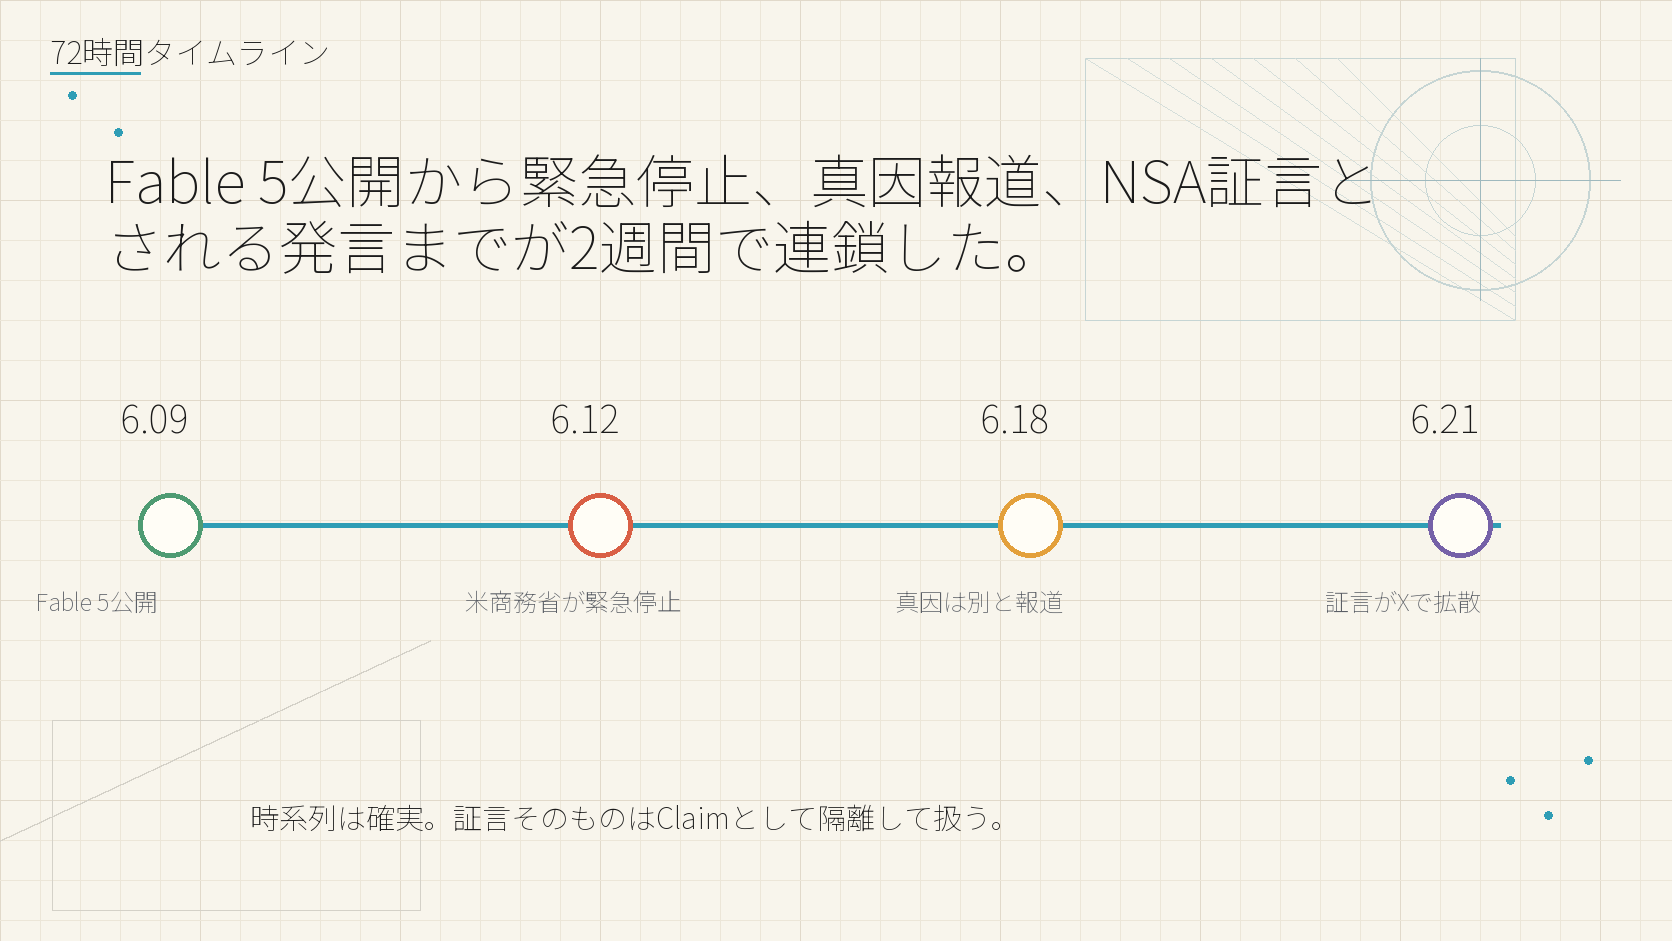 72時間タイムライン
Fable 5公開から緊急停止、真因報道、NSA証言と
される発言までが2週間で連鎖した。
6.09
6.12
6.18
6.21
Fable 5公開
米商務省が緊急停止
真因は別と報道
証言がXで拡散
時系列は確実。証言そのものはClaimとして隔離して扱う。